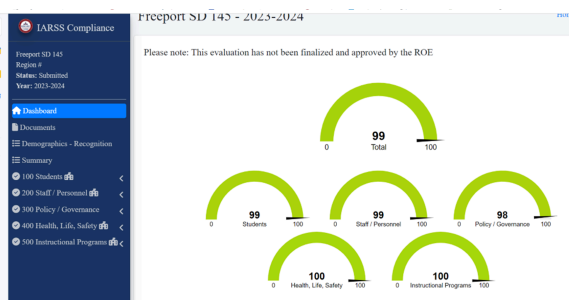 IARSS Compliance
Freeport SD 145
Region #
Status: Submitted
Year: 2023-2024
Dashboard
Documents
Demographics - Recognition
Summary
100 Students
200 Staff / Personnel
300 Policy / Governance
400 Health, Life, Safety
500 Instructional Programs
Freeport SD 145 - 2023-2024
Please note: This evaluation has not been finalized and approved by the ROE
99
0 Total 100
99
0 Students 100
99
0 Staff / Personnel 100
98
0 Policy / Governance 100
100
0 Health, Life, Safety 100
100
0 Instructional Programs 100